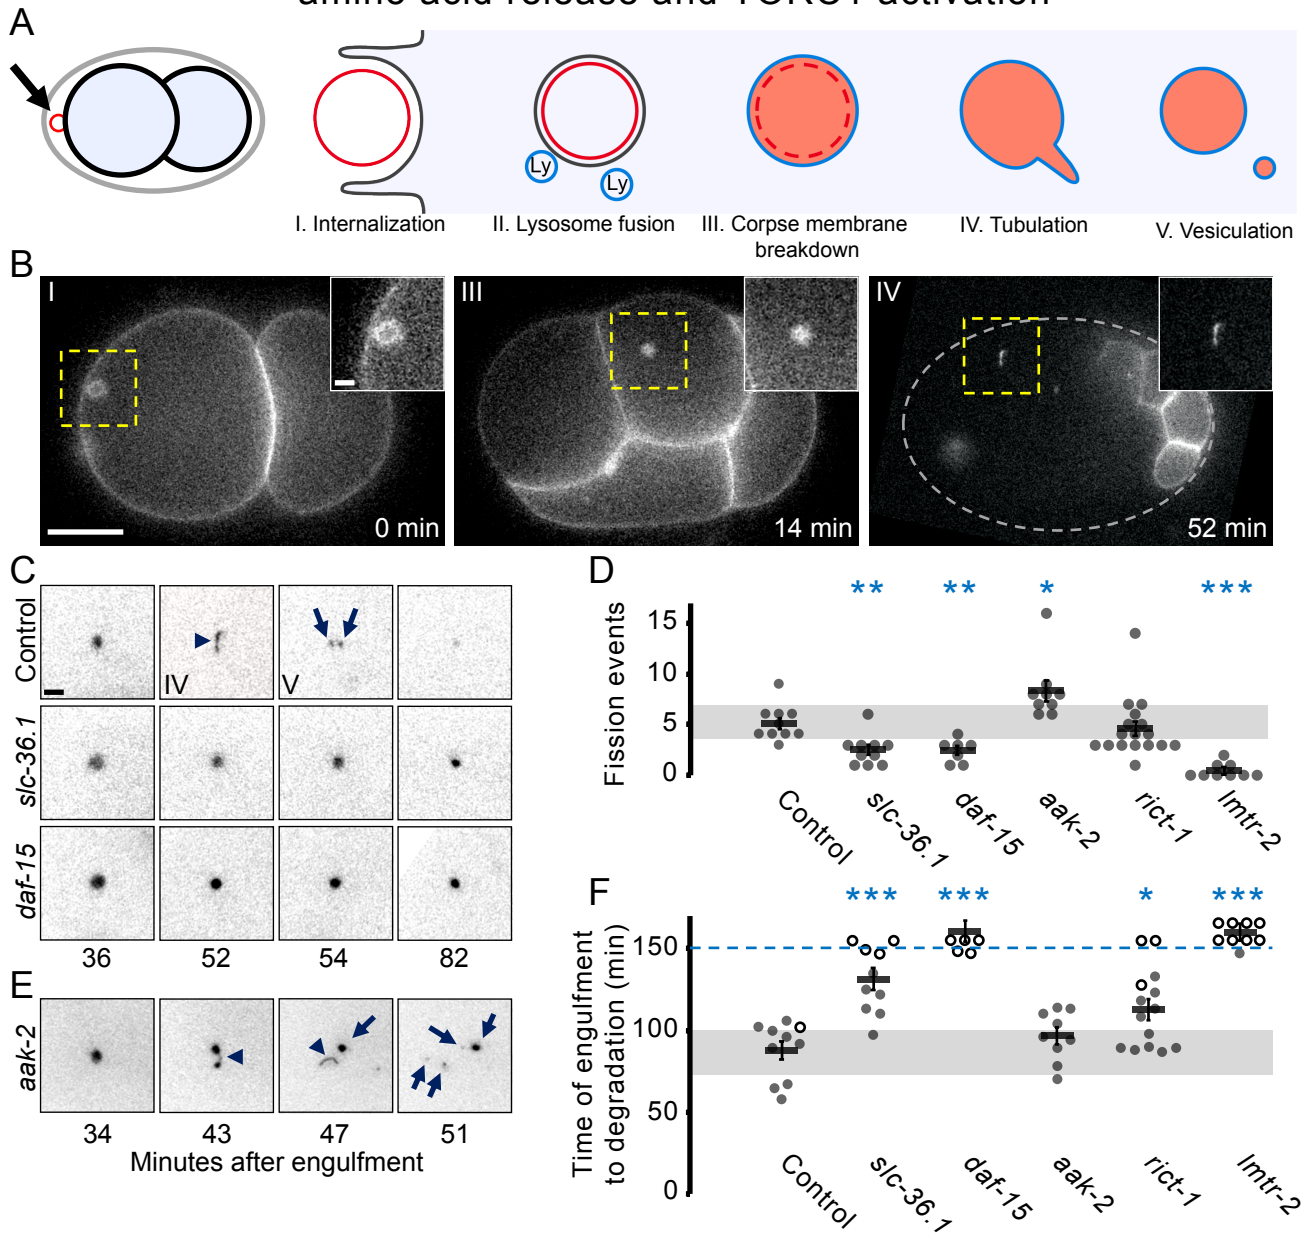 amino acid release and TORC1 activation
A
Ly
Ly
I. Internalization
II. Lysosome fusion
III. Corpse membrane
breakdown
IV. Tubulation
V. Vesiculation
B
I
0 min
III
14 min
IV
52 min
C
Control
IV
V
slc-36.1
daf-15
36
52
54
82
D
** ** * ***
Fission events
15
10
5
0
Control
slc-36.1
daf-15
aak-2
rict-1
lmtr-2
E
aak-2
34
43
47
51
Minutes after engulfment
F
*** *** * ***
Time of engulfment
to degradation (min)
150
100
50
0
Control
slc-36.1
daf-15
aak-2
rict-1
lmtr-2